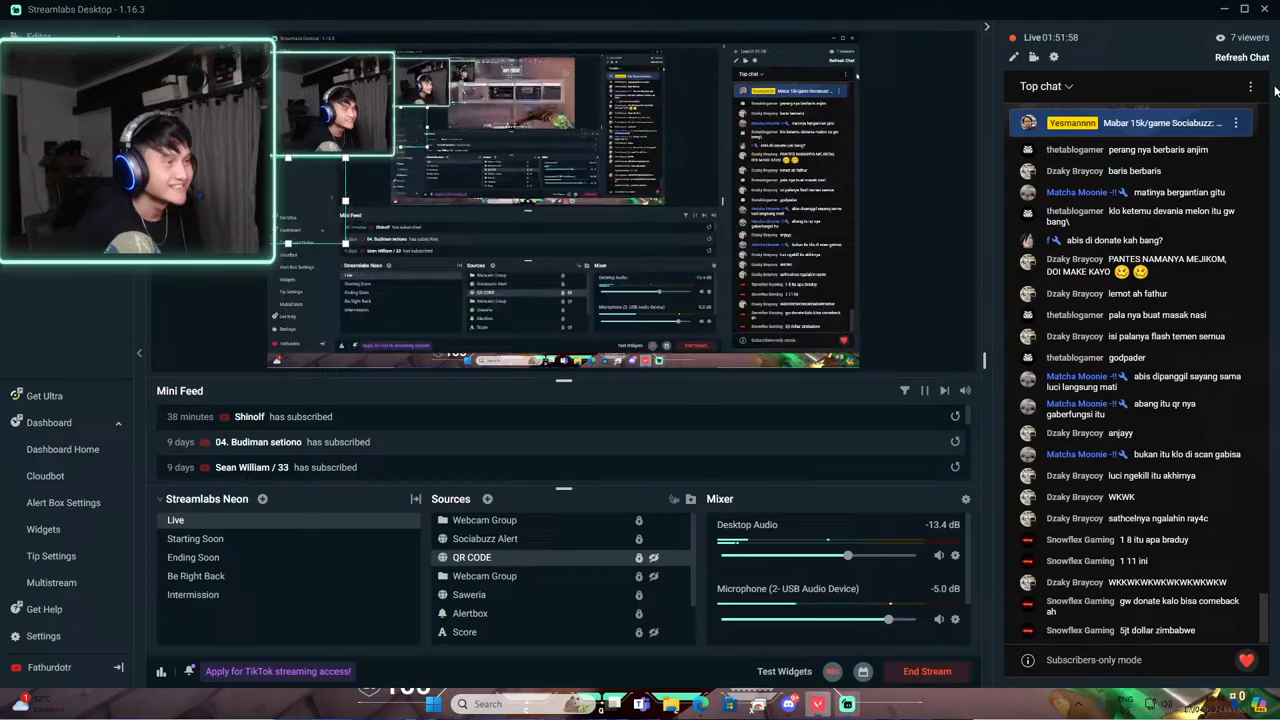 Streamlabs Desktop - 1.16.3
Editor
Live 01:51:58
7 viewers
Refresh Chat
Top chat
Yesmannnn Mabar 15k/game Sociabuzz:
thetablogamer perang nya berbaris anjim
Dzaky Braycoy baris berbaris
Matcha Moonie -!! matinya bergantian gitu
thetablogamer klo ketemu
bang\
abis di donate kah bang?
Dzaky Braycoy PANTES NAMANYA MEJIKOM,
CUCI MAKE KAYO
Dzaky Braycoy lemot ah fathur
thetablogamer pala nya buat masak nasi
Dzaky Braycoy isi palanya flash temen semua
thetablogamer godpader
Matcha Moonie -!! abis dipanggil sayang sama
luci langsung mati
Matcha Moonie -!! abang itu qr nya
gaberfungsi itu
Dzaky Braycoy anjayy
Matcha Moonie -!! bukan itu klo di scan gabisa
Dzaky Braycoy luci ngekill itu akhirnya
Dzaky Braycoy WKWK
Dzaky Braycoy sathcelnya ngalahin ray4c
Snowflex Gaming 1 8 itu apa braduy
Snowflex Gaming 1 11 ini
Dzaky Braycoy WKKWKWKWKWKWKWKWKW
Snowflex Gaming gw donate kalo bisa comeback
ah
Snowflex Gaming 5jt dollar zimbabwe
Subscribers-only mode
Get Ultra
Dashboard
Dashboard Home
Cloudbot
Alert Box Settings
Widgets
Tip Settings
Multistream
Get Help
Settings
Fathurdotr
Mini Feed
38 minutes Shinolf has subscribed
9 days 04. Budiman setiono has subscribed
9 days Sean William / 33 has subscribed
Streamlabs Neon
Live
Starting Soon
Ending Soon
Be Right Back
Intermission
Sources
Webcam Group
Sociabuzz Alert
QR CODE
Webcam Group
Saweria
Alertbox
Score
Mixer
Desktop Audio -13.4 dB
Microphone (2- USB Audio Device) -5.0 dB
Apply for TikTok streaming access!
Test Widgets
REC
End Stream
32°C
Search
ENG